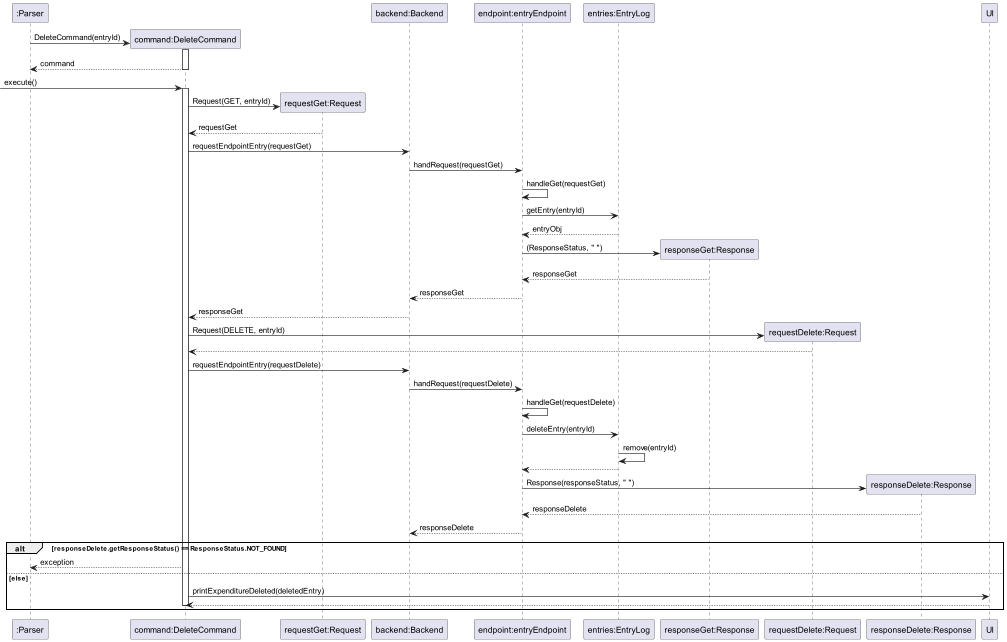 :Parser
backend:Backend
endpoint:entryEndpoint
entries:EntryLog
UI
DeleteCommand(entryId)
command:DeleteCommand
command
execute()
Request(GET, entryId)
requestGet:Request
requestGet
requestEndpointEntry(requestGet)
handRequest(requestGet)
handleGet(requestGet)
getEntry(entryId)
entryObj
(ResponseStatus, " ")
responseGet:Response
responseGet
responseGet
responseGet
Request(DELETE, entryId)
requestDelete:Request
requestEndpointEntry(requestDelete)
handRequest(requestDelete)
handleGet(requestDelete)
deleteEntry(entryId)
remove(entryId)
Response(responseStatus, " ")
responseDelete:Response
responseDelete
responseDelete
alt [responseDelete.getResponseStatus() == ResponseStatus.NOT_FOUND]
exception
[else]
printExpenditureDeleted(deletedEntry)
:Parser
command:DeleteCommand
requestGet:Request
backend:Backend
endpoint:entryEndpoint
entries:EntryLog
responseGet:Response
requestDelete:Request
responseDelete:Response
UI